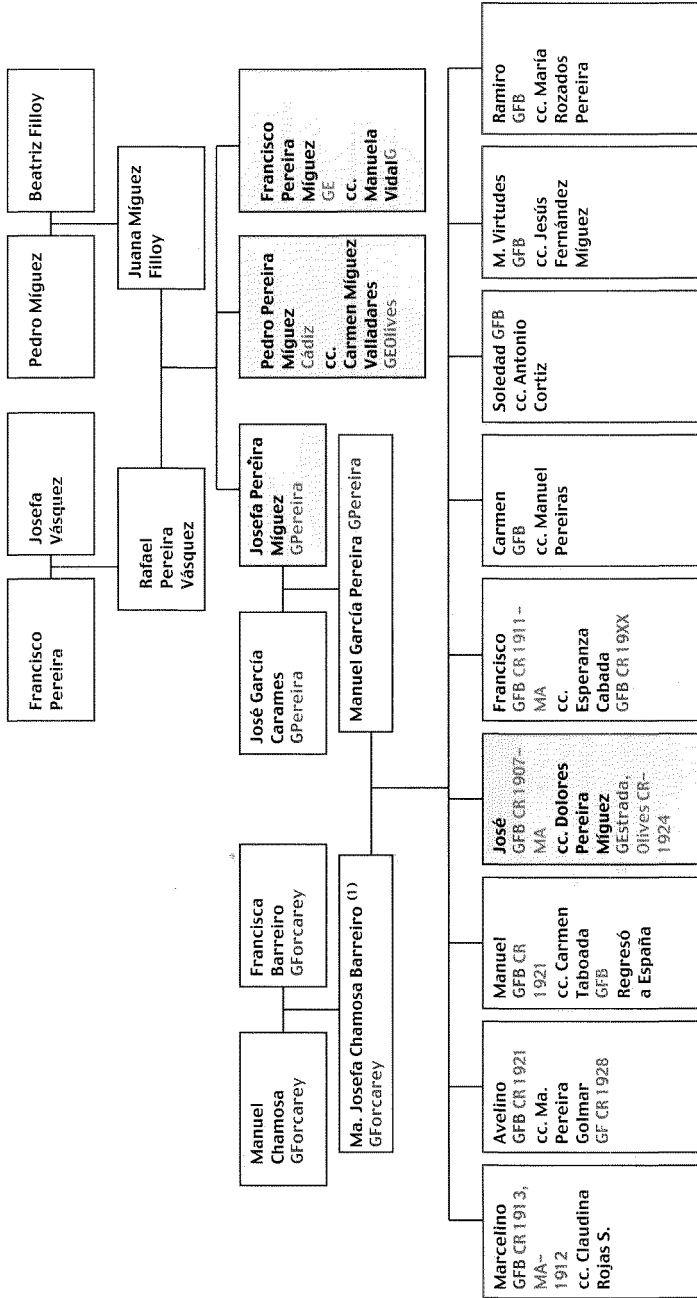 Francisco
Pereira
Josefa
Vásquez
Pedro Míguez
Beatriz Filloy
Rafael
Pereira
Vásquez
Juana Míguez
Filloy
Manuel
Chamosa
GForcarey
Francisca
Barreiro
GForcarey
José García
Carames
GPereira
Josefa Pereira
Míguez
GPereira
Pedro Pereira
Míguez
Cádiz
cc.
Carmen Míguez
Valladares
GEOlives
Francisco
Pereira
Míguez
GE
cc.
Manuela
VidalG
Ma. Josefa Chamosa Barreiro (1)
GForcarey
Manuel García Pereira GPereira
Marcelino
GFB CR 1913,
MA–
1912
cc. Claudina
Rojas S.
Avelino
GFB CR 1921
cc. Ma.
Pereira
Golmar
GF CR 1928
Manuel
GFB CR
1921
cc. Carmen
Taboada
GFB
Regresó
a España
José
GFB CR 1907–
MA
cc. Dolores
Pereira
Míguez
GEstrada,
Olives CR–
1924
Francisco
GFB CR 1911–
MA
cc.
Esperanza
Cabada
GFB CR 19XX
Carmen
GFB
cc. Manuel
Pereiras
Soledad GFB
cc. Antonio
Cortiz
M. Virtudes
GFB
cc. Jesús
Fernández
Míguez
Ramiro
GFB
cc. María
Rozados
Pereira